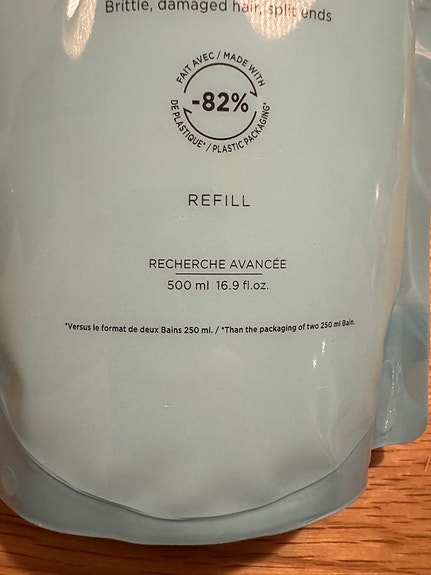 Brittle, damaged hair, split ends
FAIT AVEC / MADE WITH
-82%
DE PLASTIQUE* / PLASTIC PACKAGING*
REFILL
RECHERCHE AVANCÉE
500 ml 16.9 fl.oz.
*Versus le format de deux Bains 250 ml. / *Than the packaging of two 250 ml Bain.